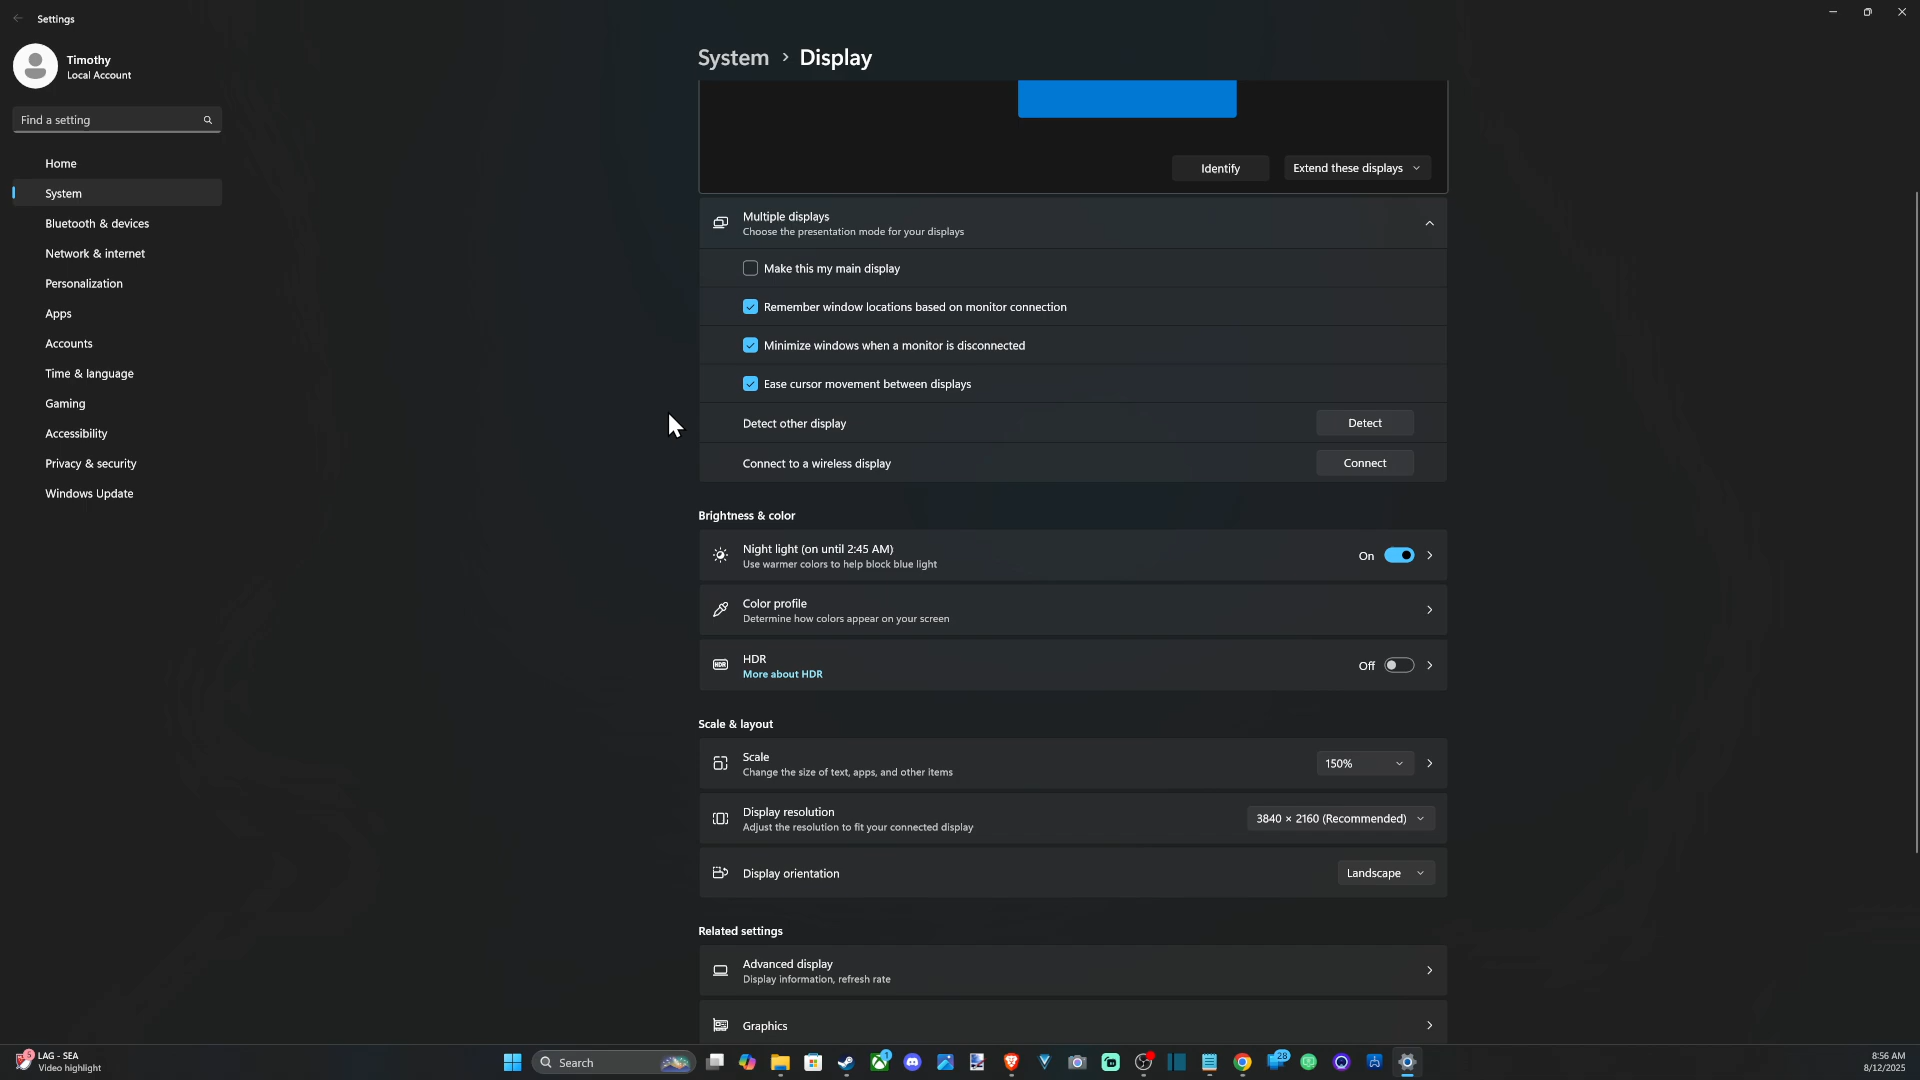 Settings
Timothy
Local Account
Find a setting
Home
System
Bluetooth & devices
Network & internet
Personalization
Apps
Accounts
Time & language
Gaming
Accessibility
Privacy & security
Windows Update
System > Display
Identify
Extend these displays
Multiple displays
Choose the presentation mode for your displays
Make this my main display
Remember window locations based on monitor connection
Minimize windows when a monitor is disconnected
Ease cursor movement between displays
Detect other display
Detect
Connect to a wireless display
Connect
Brightness & color
Night light (on until 2:45 AM)
Use warmer colors to help block blue light
On
Color profile
Determine how colors appear on your screen
HDR
HDR
More about HDR
Off
Scale & layout
Scale
Change the size of text, apps, and other items
150%
Display resolution
Adjust the resolution to fit your connected display
3840 × 2160 (Recommended)
Display orientation
Landscape
Related settings
Advanced display
Display information, refresh rate
Graphics
LAG - SEA
Video highlight
Search
1
28
8:56 AM
8/12/2025